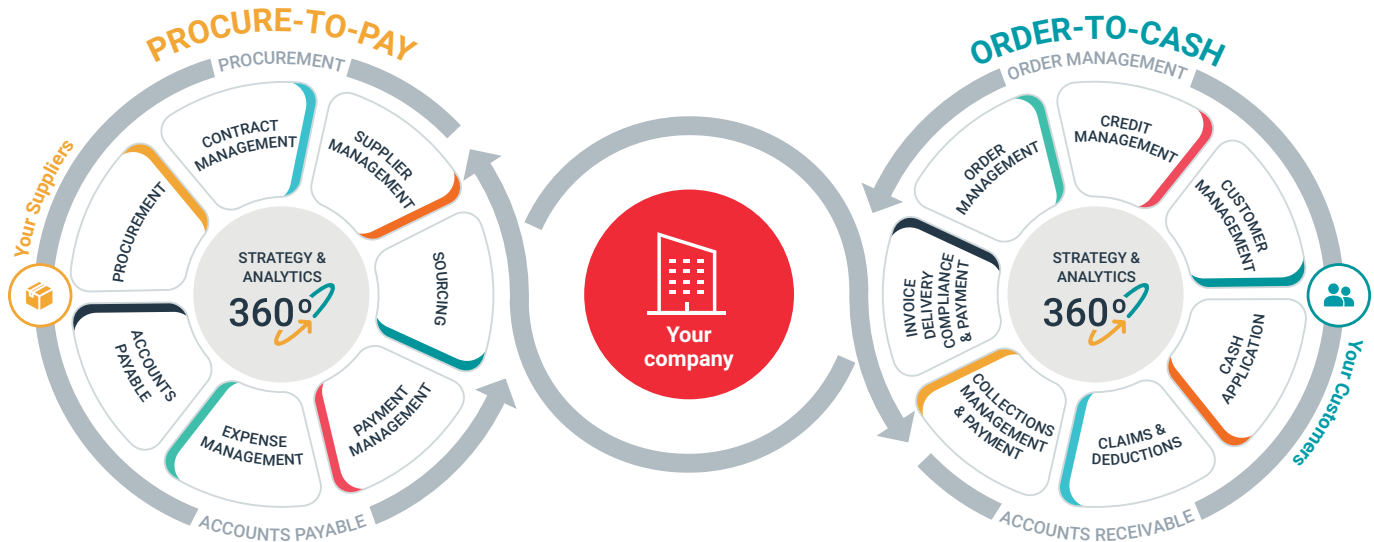 PROCURE-TO-PAY
PROCUREMENT
Your Suppliers
CONTRACT
MANAGEMENT
SUPPLIER
MANAGEMENT
SOURCING
PAYMENT
MANAGEMENT
EXPENSE
MANAGEMENT
ACCOUNTS
PAYABLE
PROCUREMENT
STRATEGY &
ANALYTICS
360º
ACCOUNTS PAYABLE
Your
company
ORDER-TO-CASH
ORDER MANAGEMENT
ORDER
MANAGEMENT
CREDIT
MANAGEMENT
CUSTOMER
MANAGEMENT
CASH
APPLICATION
CLAIMS &
DEDUCTIONS
COLLECTIONS
MANAGEMENT
& PAYMENT
INVOICE
DELIVERY
COMPLIANCE
& PAYMENT
STRATEGY &
ANALYTICS
360º
Your Customers
ACCOUNTS RECEIVABLE